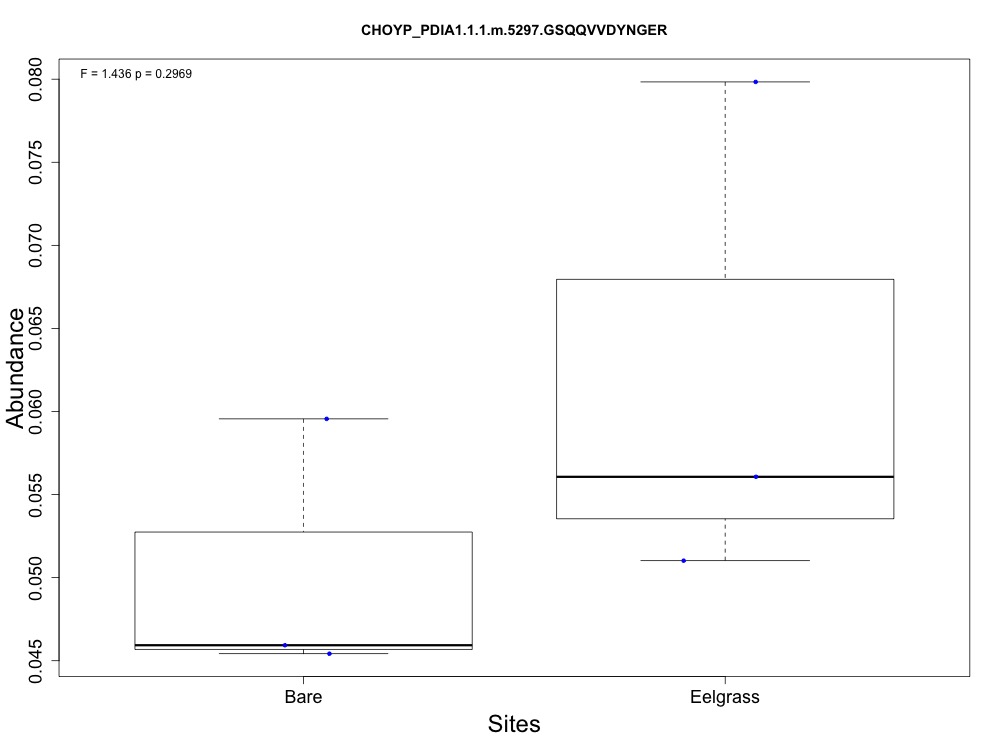 CHOYP_PDIA1.1.1.m.5297.GSQQVVDYNGER
F = 1.436 p = 0.2969
0.080
0.075
0.070
0.065
0.060
0.055
0.050
0.045
Abundance
Bare
Eelgrass
Sites